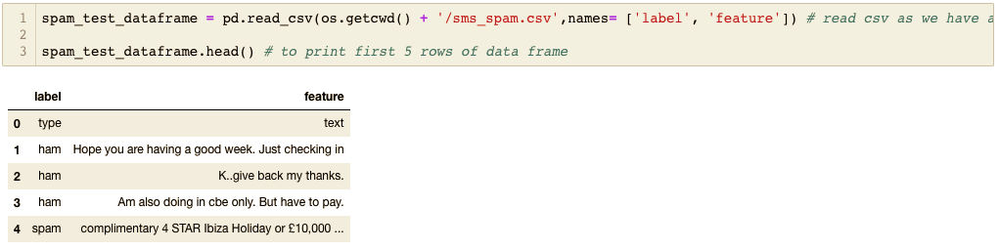 1 spam_test_dataframe = pd.read_csv(os.getcwd() + '/sms_spam.csv',names= ['label', 'feature']) # read csv as we have a
2
3 spam_test_dataframe.head() # to print first 5 rows of data frame
label feature
0 type text
1 ham Hope you are having a good week. Just checking in
2 ham K..give back my thanks.
3 ham Am also doing in cbe only. But have to pay.
4 spam complimentary 4 STAR Ibiza Holiday or £10,000 ...